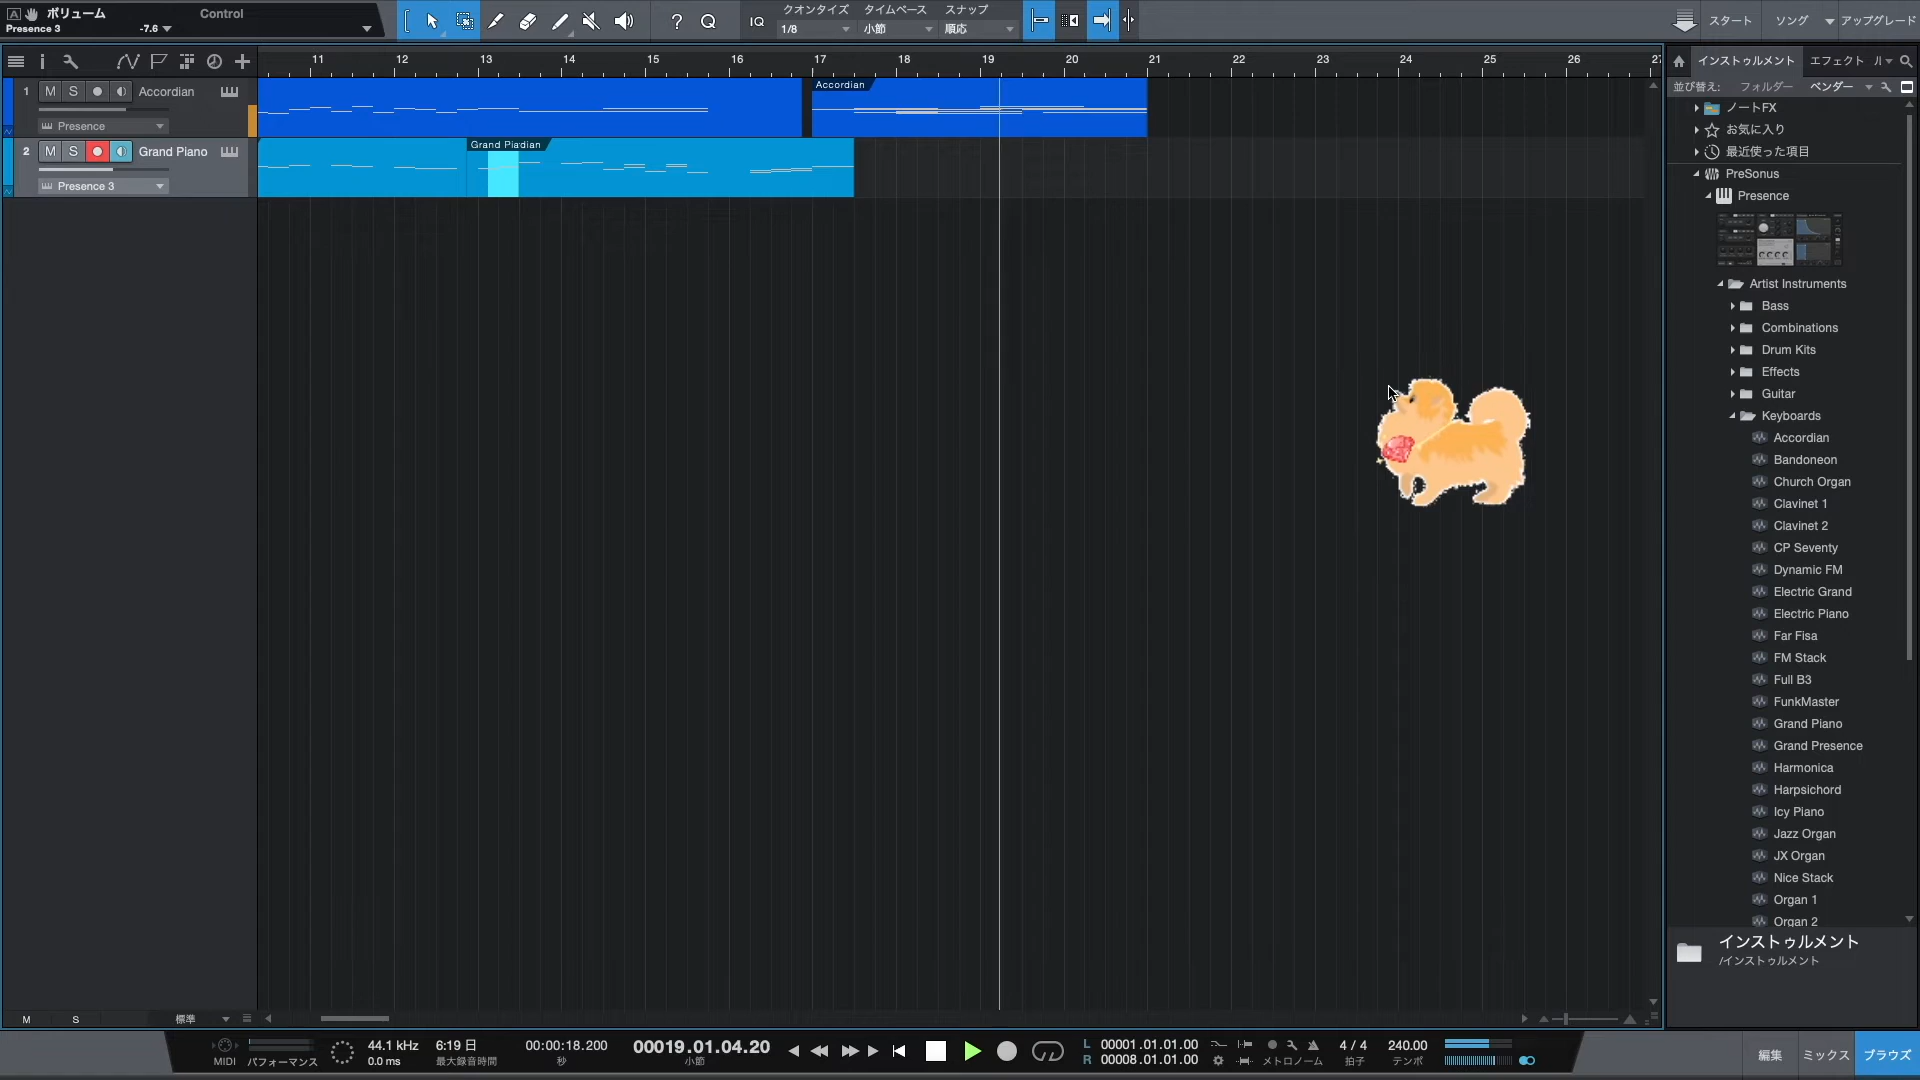 ボリューム
Control
Presence 3
-7.6
IQ
クオンタイズ
1/8
タイムベース
小節
スナップ
順応
スタート
ソング
アップグレード
11 12 13 14 15 16 17 18 19 20 21 22 23 24 25 26 27
1 M S Accordian
Presence
2 M S Grand Piano
Presence 3
Accordian
インストゥルメント
エフェクト
並び替え:
フォルダー
ベンダー
ノートFX
お気に入り
最近使った項目
PreSonus
Presence
Artist Instruments
Bass
Combinations
Drum Kits
Effects
Guitar
Keyboards
Accordian
Bandoneon
Church Organ
Clavinet 1
Clavinet 2
CP Seventy
Dynamic FM
Electric Grand
Electric Piano
Far Fisa
FM Stack
Full B3
FunkMaster
Grand Piano
Grand Presence
Harmonica
Harpsichord
Icy Piano
Jazz Organ
JX Organ
Nice Stack
Organ 1
Organ 2
インストゥルメント
/インストゥルメント
M S 標準
MIDI
パフォーマンス
44.1 kHz
0.0 ms
6:19 日
最大録音時間
00:00:18.200
秒
00019.01.04.20
小節
L 00001.01.01.00
R 00008.01.01.00
メトロノーム
4 / 4
拍子
240.00
テンポ
編集
ミックス
ブラウズ